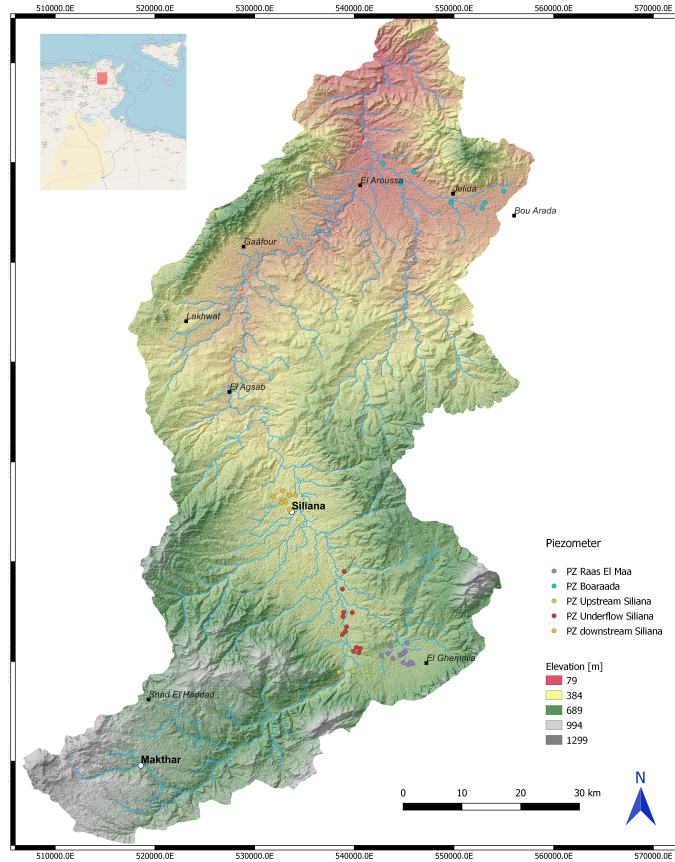 510000.0E 520000.0E 530000.0E 540000.0E 550000.0E 560000.0E 570000.0E
El Aroussa
Jelida
Bou Arada
Gaâfour
Lakhwat
El Agsab
Siliana
Piezometer
PZ Raas El Maa
PZ Boaraada
PZ Upstream Siliana
PZ Underflow Siliana
PZ downstream Siliana
El Ghemalia
Elevation [m]
79
384
689
994
1299
Snad El Haddad
Makthar
N
0 10 20 30 km
510000.0E 520000.0E 530000.0E 540000.0E 550000.0E 560000.0E 570000.0E